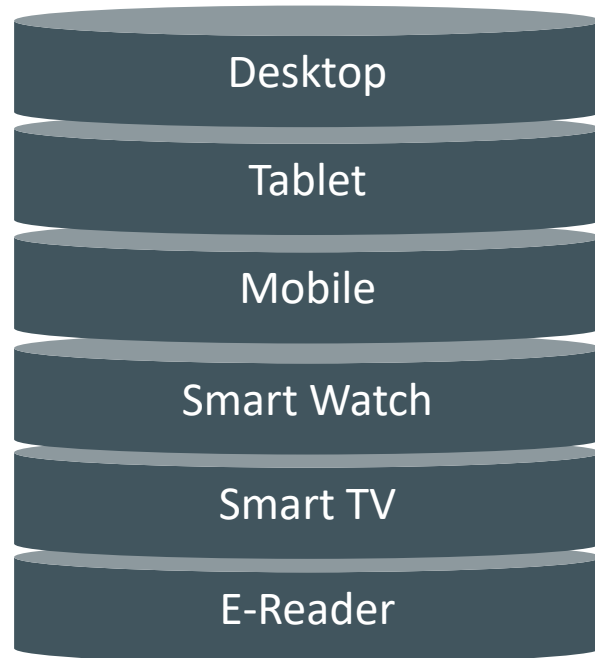 Desktop
Tablet
Mobile
Smart Watch
Smart TV
E-Reader